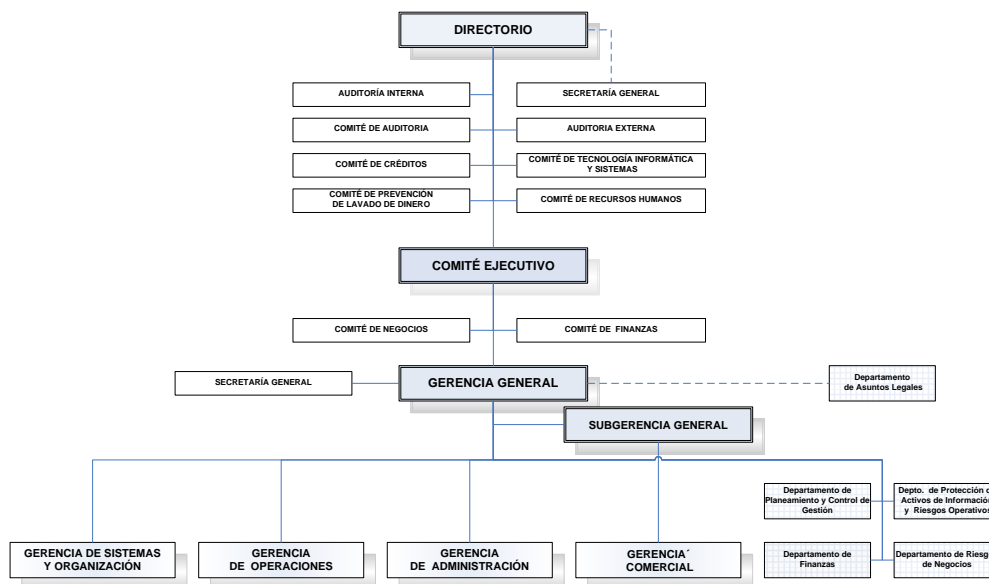 DIRECTORIO
AUDITORÍA INTERNA
SECRETARÍA GENERAL
COMITÉ DE AUDITORIA
AUDITORIA EXTERNA
COMITÉ DE CRÉDITOS
COMITÉ DE TECNOLOGÍA INFORMÁTICA
Y SISTEMAS
COMITÉ DE PREVENCIÓN
DE LAVADO DE DINERO
COMITÉ DE RECURSOS HUMANOS
COMITÉ EJECUTIVO
COMITÉ DE NEGOCIOS
COMITÉ DE FINANZAS
SECRETARÍA GENERAL
GERENCIA GENERAL
Departamento
de Asuntos Legales
SUBGERENCIA GENERAL
Departamento de
Planeamiento y Control de
Gestión
Depto. de Protección
Activos de Información
y Riesgos Operativos
GERENCIA DE SISTEMAS
Y ORGANIZACIÓN
GERENCIA
DE OPERACIONES
GERENCIA
DE ADMINISTRACIÓN
GERENCIA´
COMERCIAL
Departamento de
Finanzas
Departamento de
de Negocios